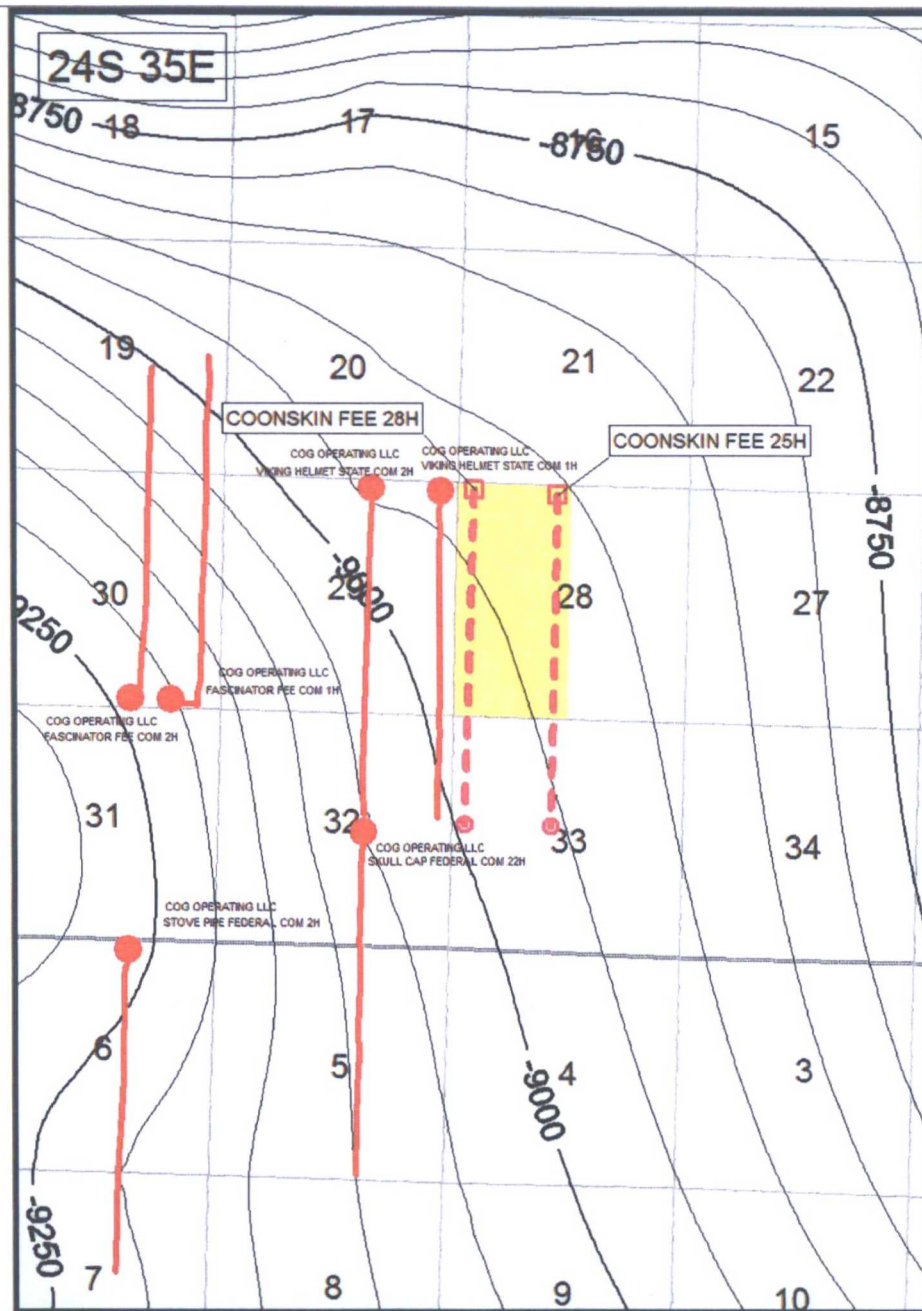 24S 35E
-8750
18
17
16
-8750
15
19
20
21
22
COONSKIN FEE 28H
COONSKIN FEE 25H
COG OPERATING LLC
VIKING HELMET STATE COM 2H
COG OPERATING LLC
VIKING HELMET STATE COM 1H
-8750
30
29
-9000
28
27
-9250
COG OPERATING LLC
FASCINATOR FEE COM 1H
COG OPERATING LLC
FASCINATOR FEE COM 2H
31
32
33
34
COG OPERATING LLC
SKULL CAP FEDERAL COM 22H
COG OPERATING LLC
STOVE PIPE FEDERAL COM 2H
6
5
4
3
-9000
-9250
7
8
9
10